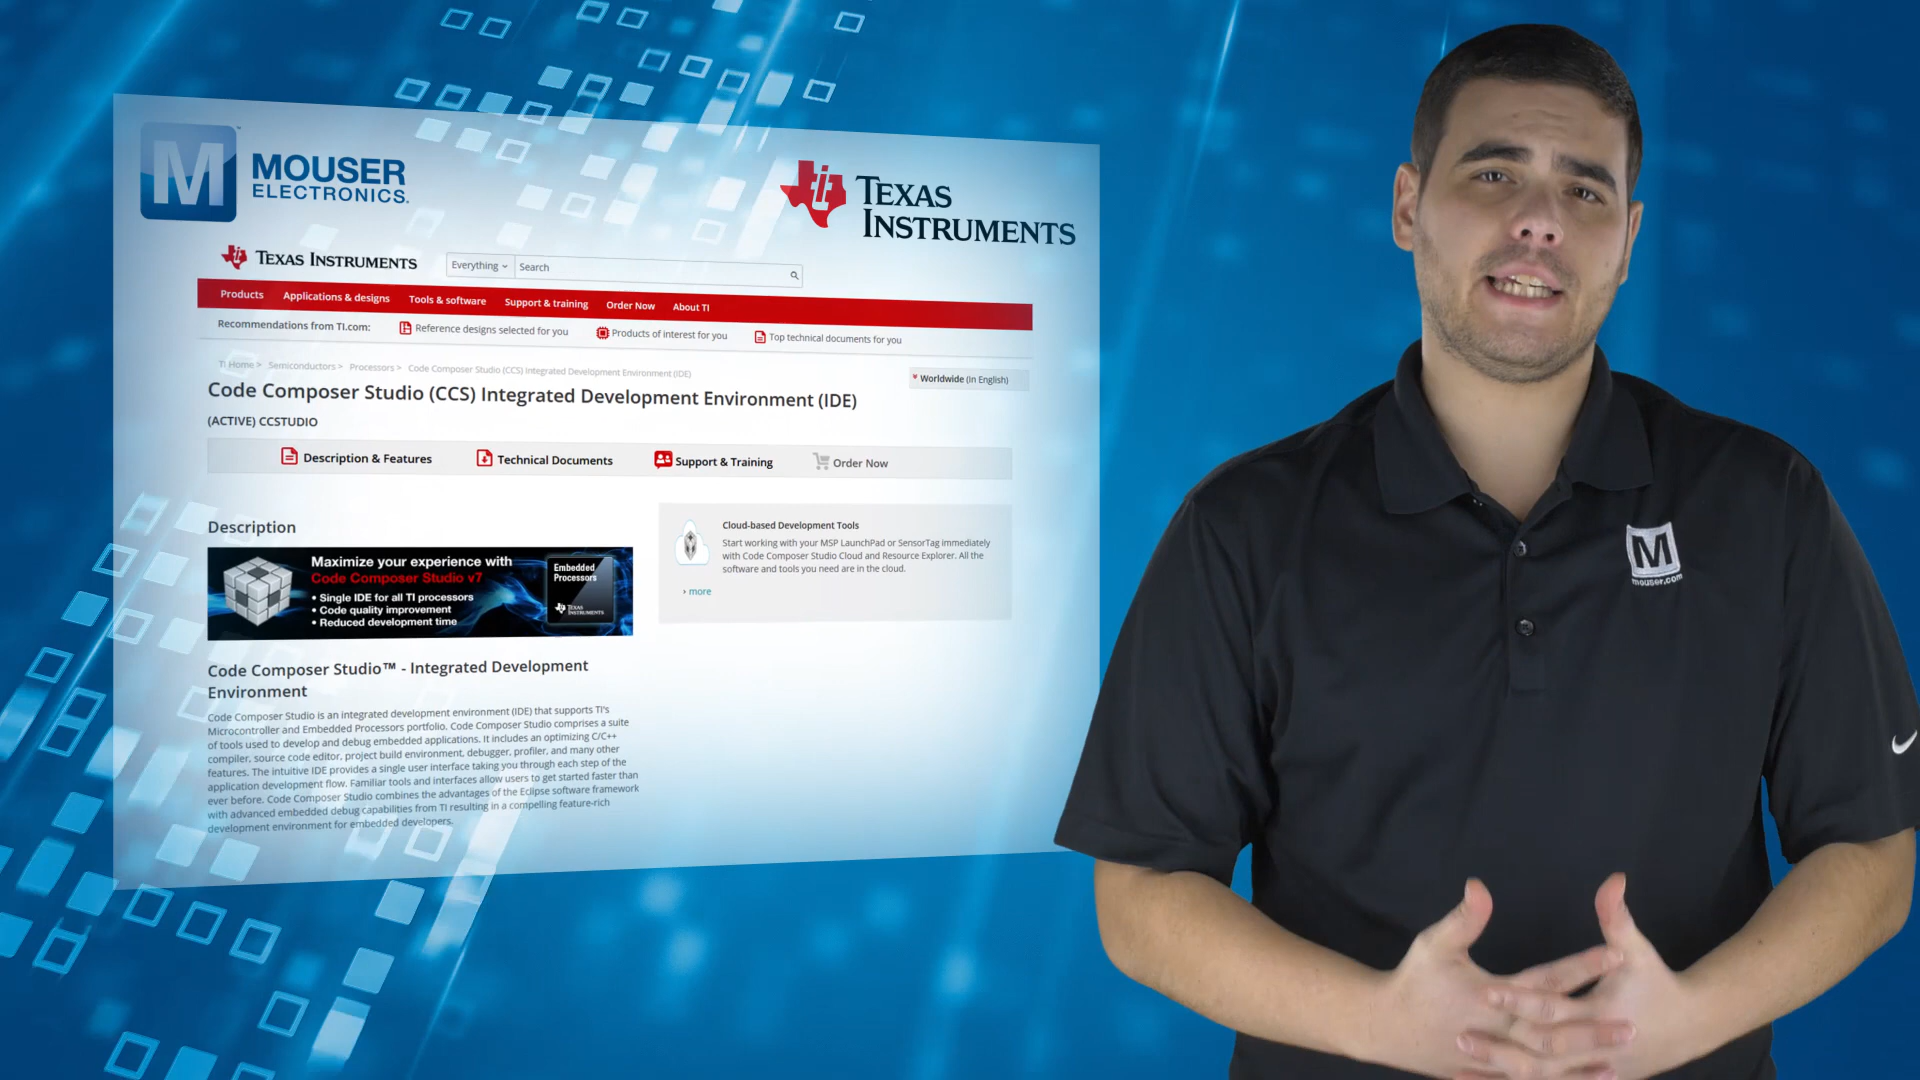 M
MOUSER
ELECTRONICS.
TEXAS
INSTRUMENTS
TEXAS INSTRUMENTS
Everything
Search
Products
Applications & designs
Tools & software
Support & training
Order Now
About TI
Recommendations from TI.com:
Reference designs selected for you
Products of interest for you
Top technical documents for you
TI Home > Semiconductors > Processors > Code Composer Studio (CCS) Integrated Development Environment (IDE)
Worldwide (In English)
Code Composer Studio (CCS) Integrated Development Environment (IDE)
(ACTIVE) CCSTUDIO
Description & Features
Technical Documents
Support & Training
Order Now
Description
Maximize your experience with
Code Composer Studio v7
• Single IDE for all TI processors
• Code quality improvement
• Reduced development time
Embedded
Processors
TEXAS
INSTRUMENTS
Cloud-based Development Tools
Start working with your MSP LaunchPad or SensorTag immediately
with Code Composer Studio Cloud and Resource Explorer. All the
software and tools you need are in the cloud.
› more
Code Composer Studio™ - Integrated Development
Environment
Code Composer Studio is an integrated development environment (IDE) that supports TI's
Microcontroller and Embedded Processors portfolio. Code Composer Studio comprises a suite
of tools used to develop and debug embedded applications. It includes an optimizing C/C++
compiler, source code editor, project build environment, debugger, profiler, and many other
features. The intuitive IDE provides a single user interface taking you through each step of the
application development flow. Familiar tools and interfaces allow users to get started faster than
ever before. Code Composer Studio combines the advantages of the Eclipse software framework
with advanced embedded debug capabilities from TI resulting in a compelling feature-rich
development environment for embedded developers.
M
mouser.com